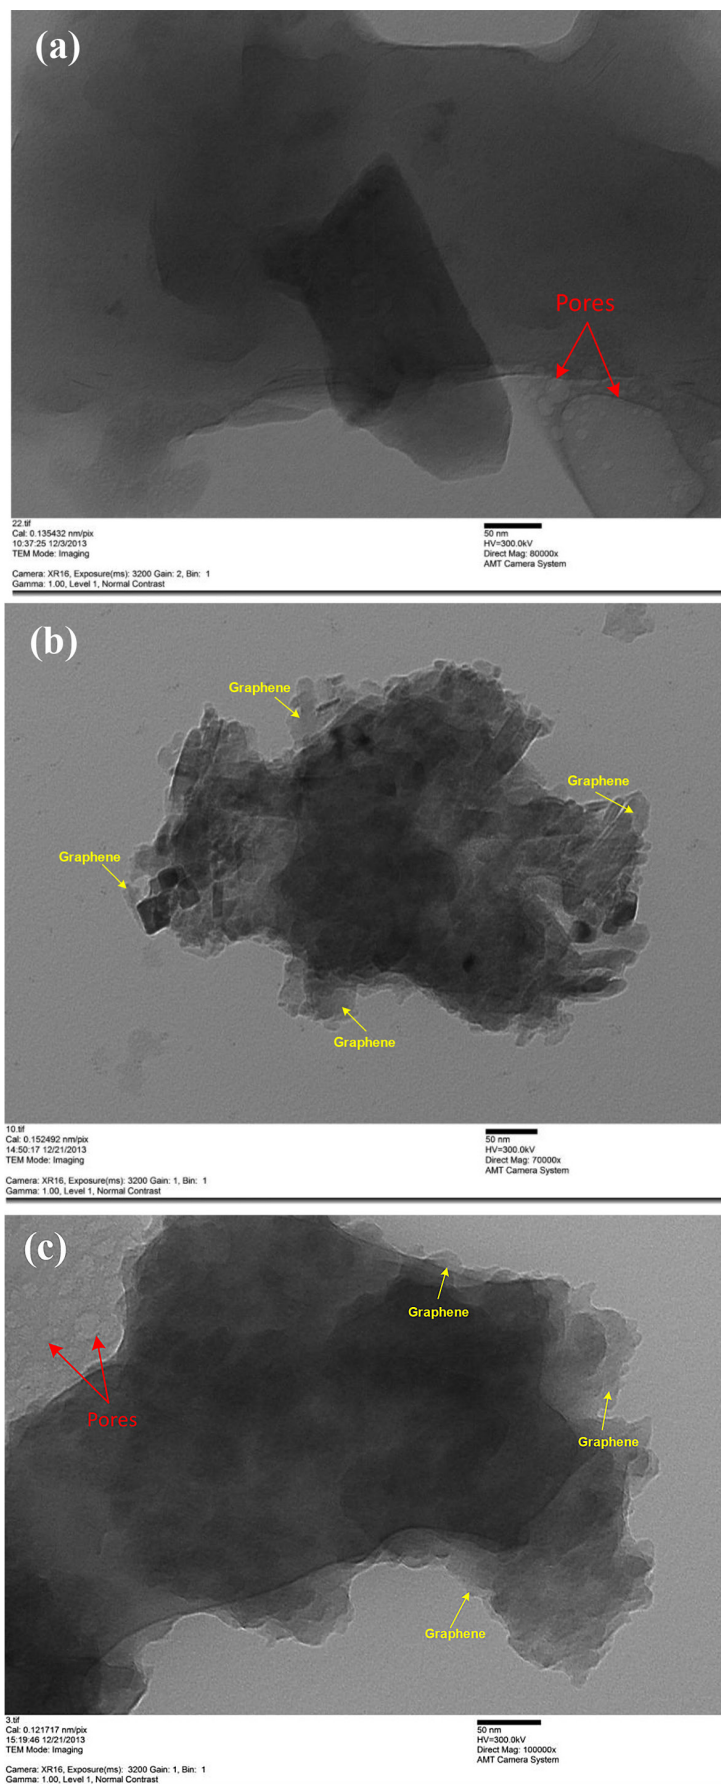 (a)
Pores
22.tif
Cal: 0.135432 nm/pix
10:37:25 12/3/2013
TEM Mode: Imaging
Camera: XR16, Exposure(ms): 3200 Gain: 2, Bin: 1
Gamma: 1.00, Level 1, Normal Contrast
50 nm
HV=300.0kV
Direct Mag: 80000x
AMT Camera System
(b)
Graphene
Graphene
Graphene
Graphene
10.tif
Cal: 0.152492 nm/pix
14:50:17 12/21/2013
TEM Mode: Imaging
Camera: XR16, Exposure(ms): 3200 Gain: 1, Bin: 1
Gamma: 1.00, Level 1, Normal Contrast
50 nm
HV=300.0kV
Direct Mag: 70000x
AMT Camera System
(c)
Graphene
Pores
Graphene
Graphene
3.tif
Cal: 0.121717 nm/pix
15:19:46 12/21/2013
TEM Mode: Imaging
Camera: XR16, Exposure(ms): 3200 Gain: 1, Bin: 1
Gamma: 1.00, Level 1, Normal Contrast
50 nm
HV=300.0kV
Direct Mag: 100000x
AMT Camera System